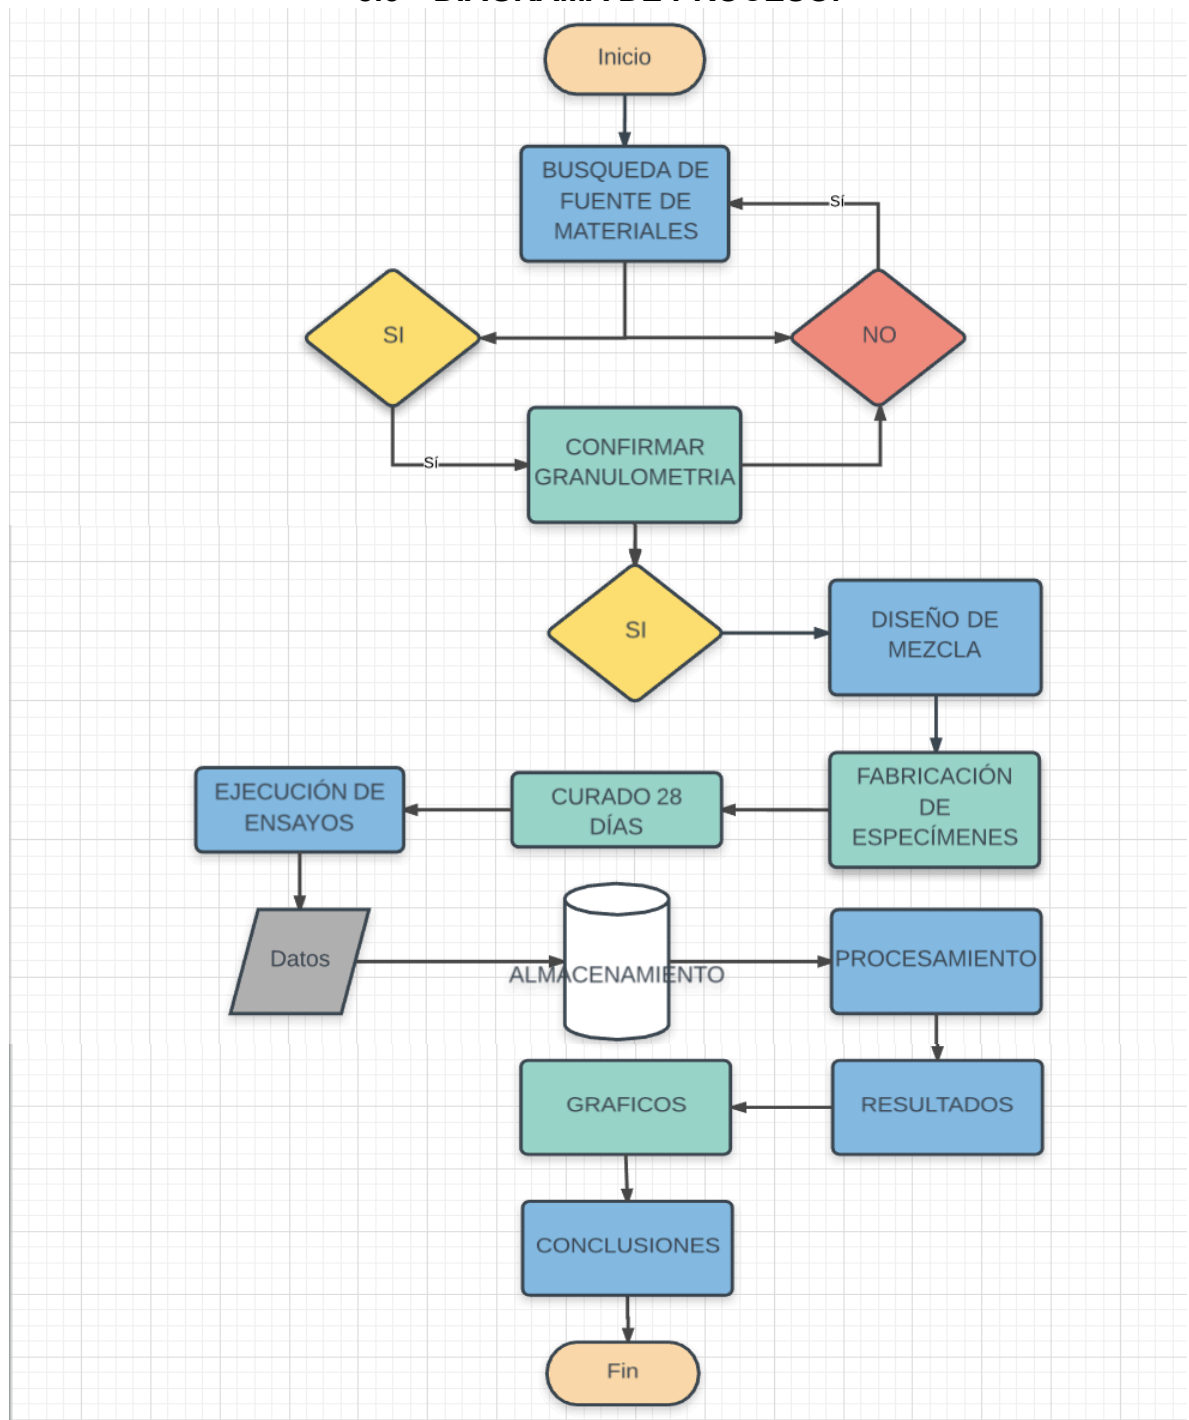 Inicio
BUSQUEDA DE
FUENTE DE
MATERIALES
Sí
SI
NO
CONFIRMAR
GRANULOMETRIA
Sí
SI
DISEÑO DE
MEZCLA
EJECUCIÓN DE
ENSAYOS
CURADO 28
DÍAS
FABRICACIÓN
DE
ESPECÍMENES
Datos
ALMACENAMIENTO
PROCESAMIENTO
GRAFICOS
RESULTADOS
CONCLUSIONES
Fin